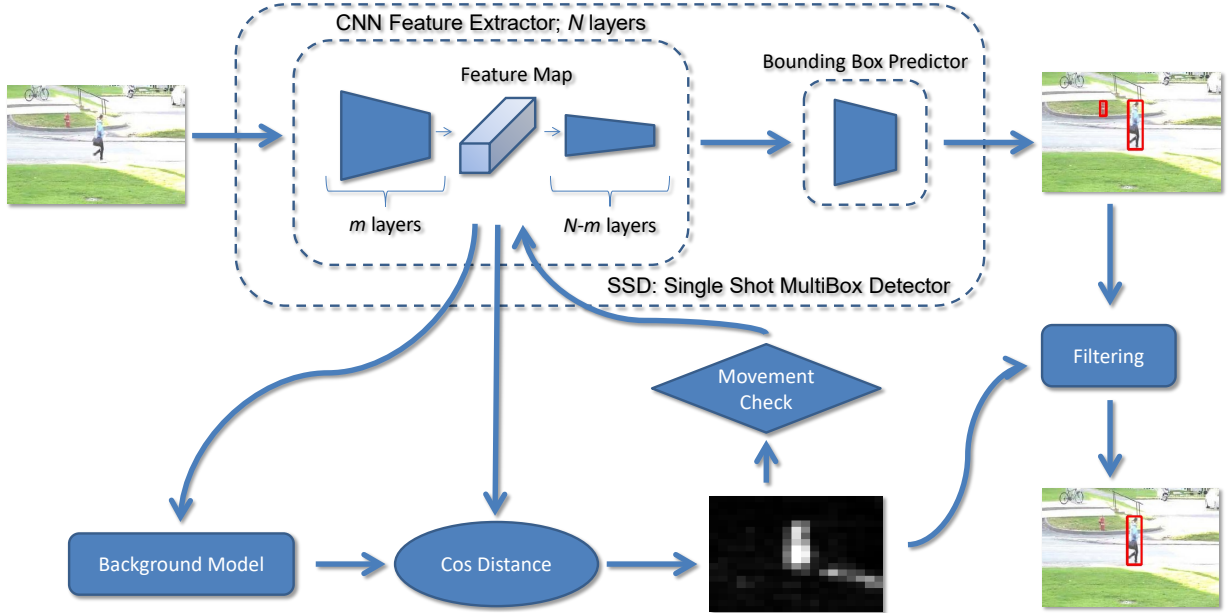 CNN Feature Extractor; N layers
Feature Map
Bounding Box Predictor
m layers
N-m layers
SSD: Single Shot MultiBox Detector
Movement
Check
Filtering
Background Model
Cos Distance